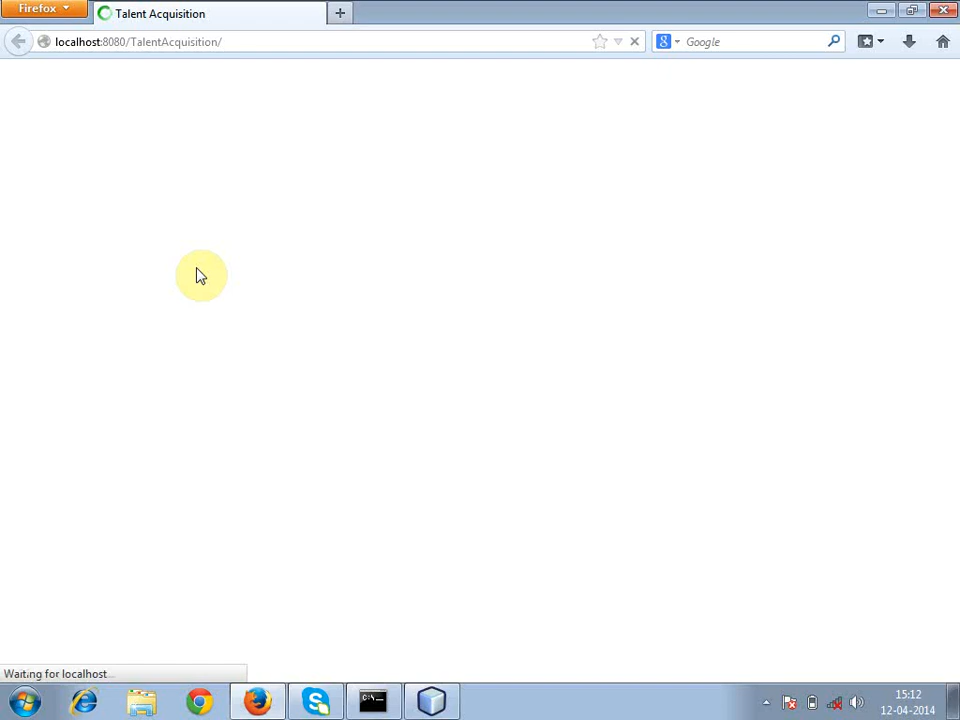 Firefox
Talent Acquisition
localhost:8080/TalentAcquisition/
Google
Waiting for localhost...
15:12
12-04-2014